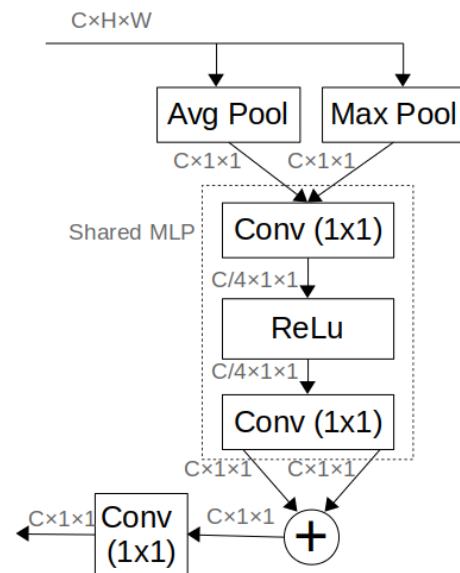 C×H×W
Avg Pool
Max Pool
C×1×1
C×1×1
Shared MLP
Conv (1x1)
C/4×1×1
ReLu
C/4×1×1
Conv (1x1)
C×1×1
C×1×1
C×1×1
Conv
(1x1)
C×1×1
+